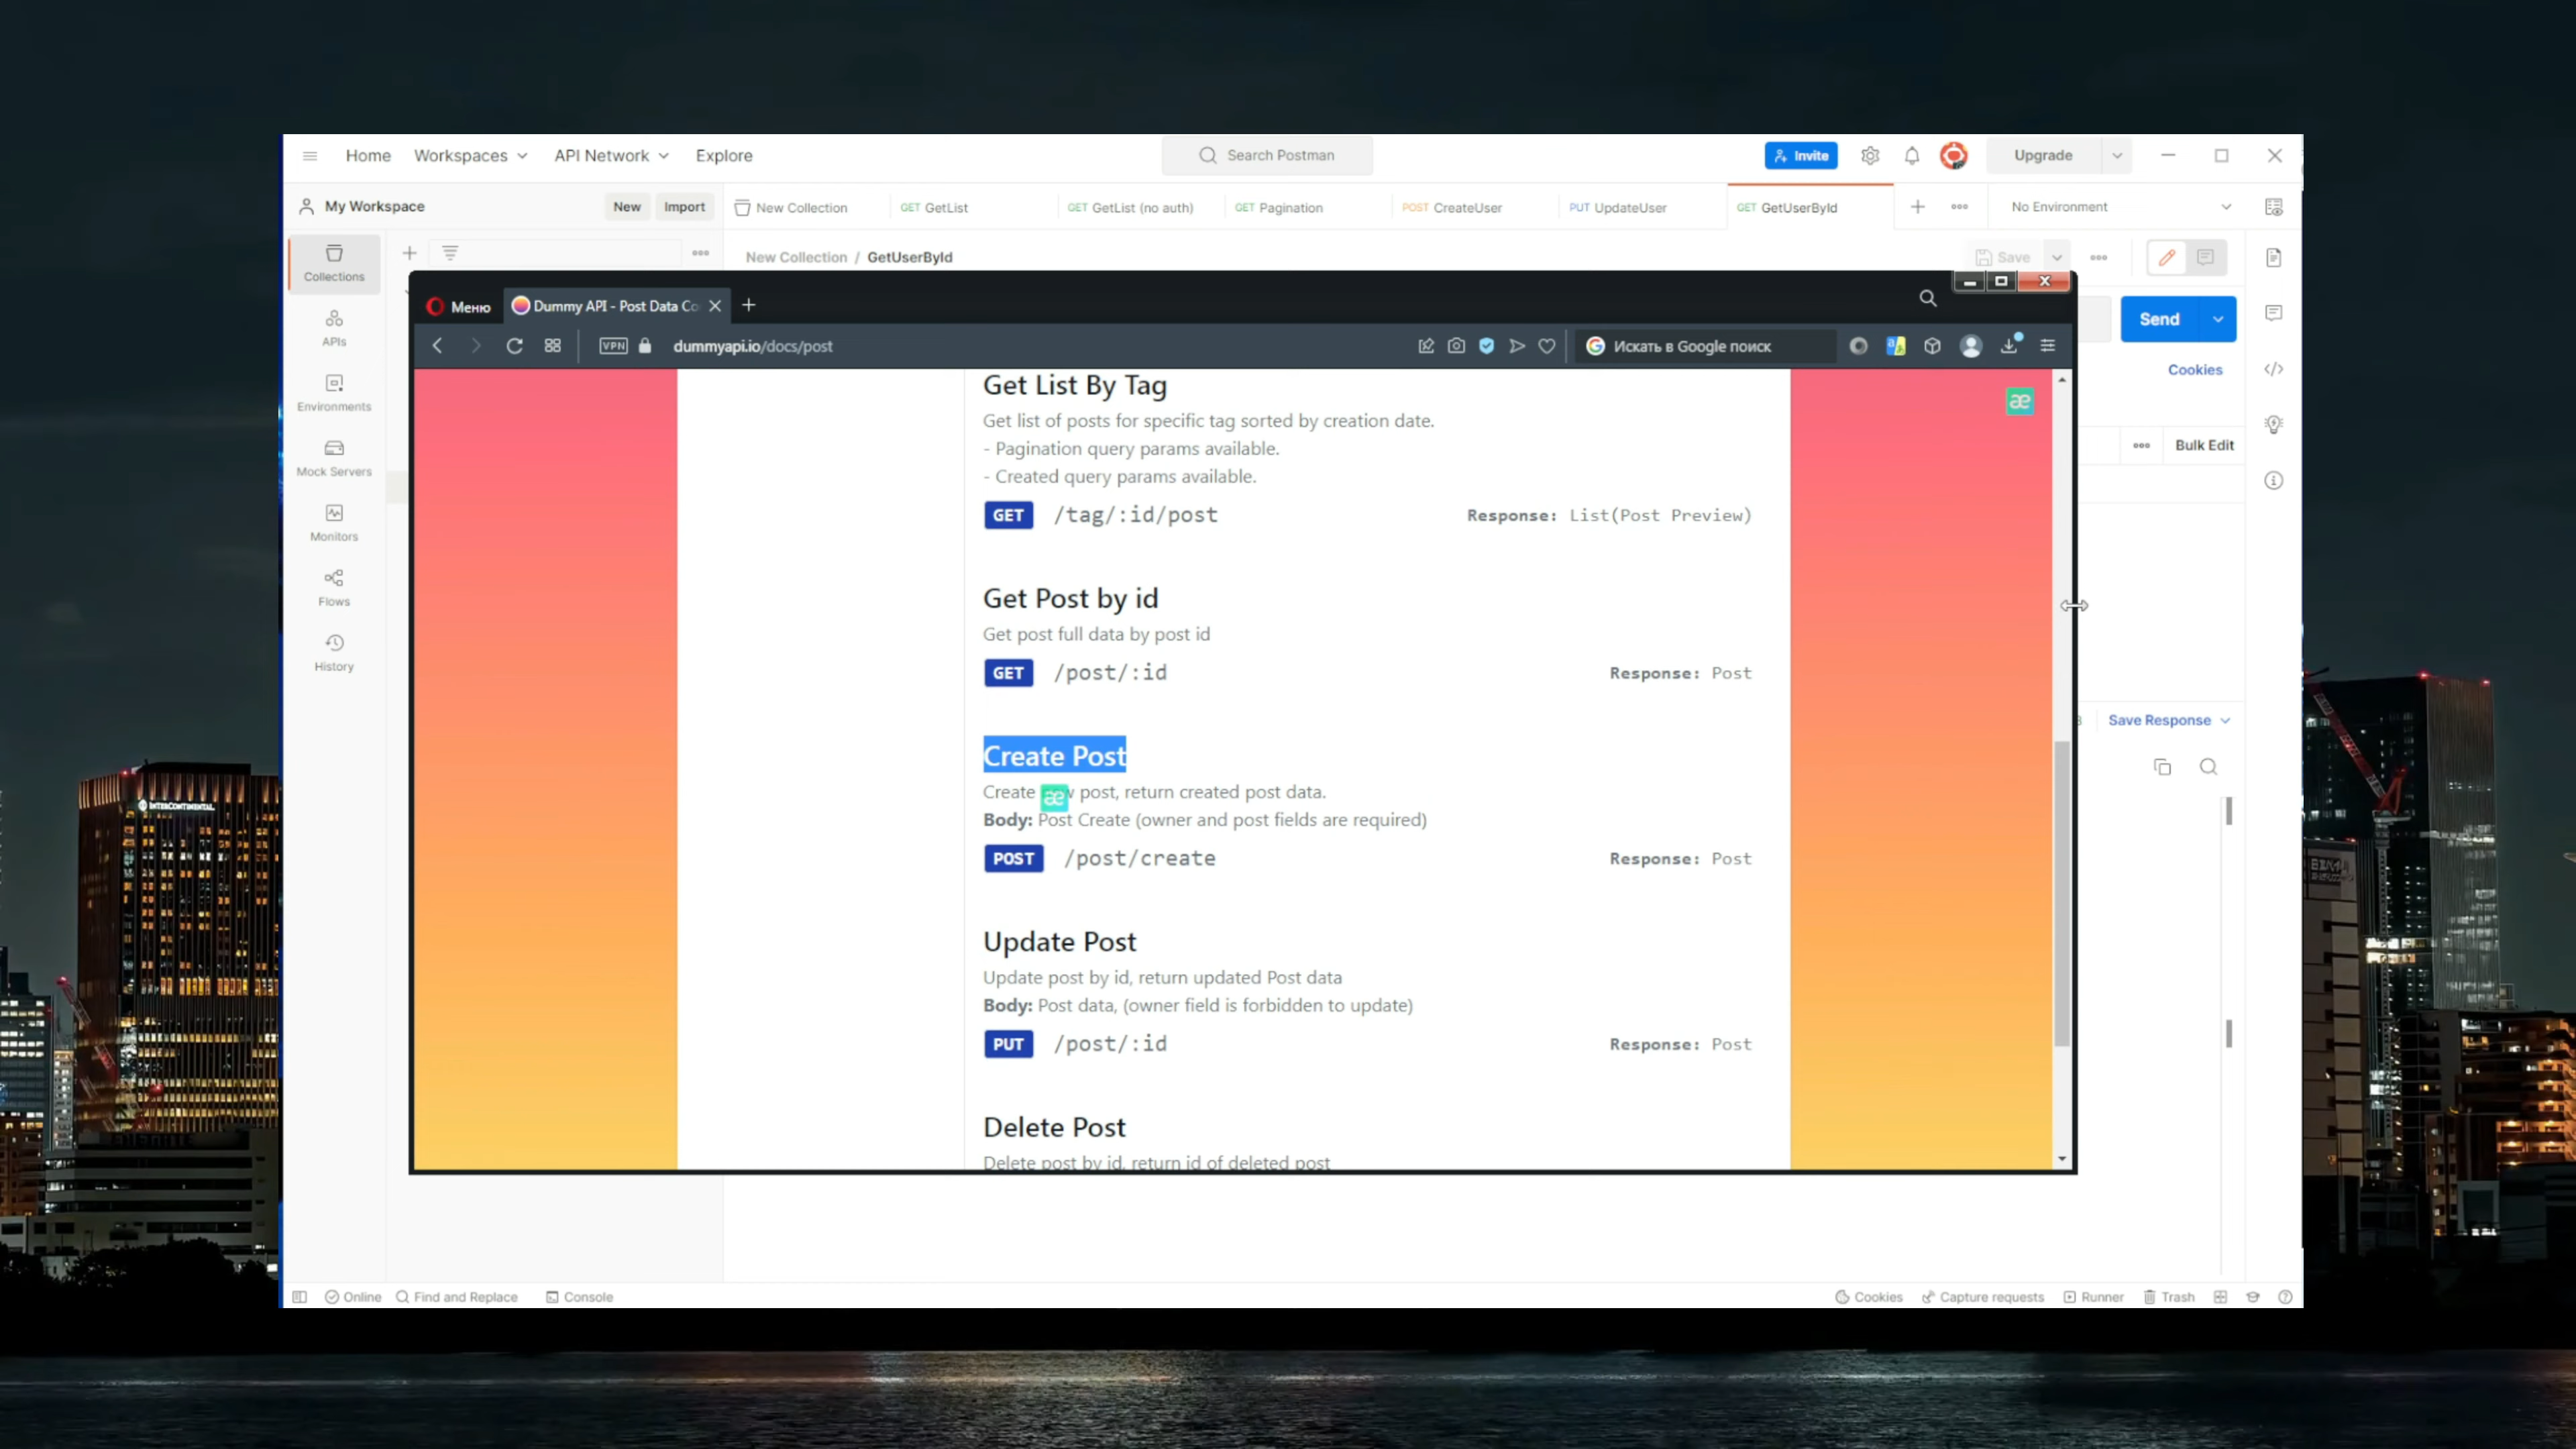 Home Workspaces API Network Explore Search Postman Invite Upgrade
My Workspace New Import New Collection GET GetList GET GetList (no auth) GET Pagination POST CreateUser PUT UpdateUser GET GetUserById No Environment
New Collection / GetUserById Save
Collections
APIs
Environments
Mock Servers
Monitors
Flows
History
Send
Cookies
Bulk Edit
Save Response
Меню Dummy API - Post Data Co
VPN dummyapi.io/docs/post Искать в Google поиск
Get List By Tag
Get list of posts for specific tag sorted by creation date.
- Pagination query params available.
- Created query params available.
GET /tag/:id/post Response: List(Post Preview)
Get Post by id
Get post full data by post id
GET /post/:id Response: Post
Create Post
Create post, return created post data.
Body: Post Create (owner and post fields are required)
POST /post/create Response: Post
Update Post
Update post by id, return updated Post data
Body: Post data, (owner field is forbidden to update)
PUT /post/:id Response: Post
Delete Post
Delete post by id, return id of deleted post
æ
æ
Online Find and Replace Console Cookies Capture requests Runner Trash
INTERCONTINENTAL